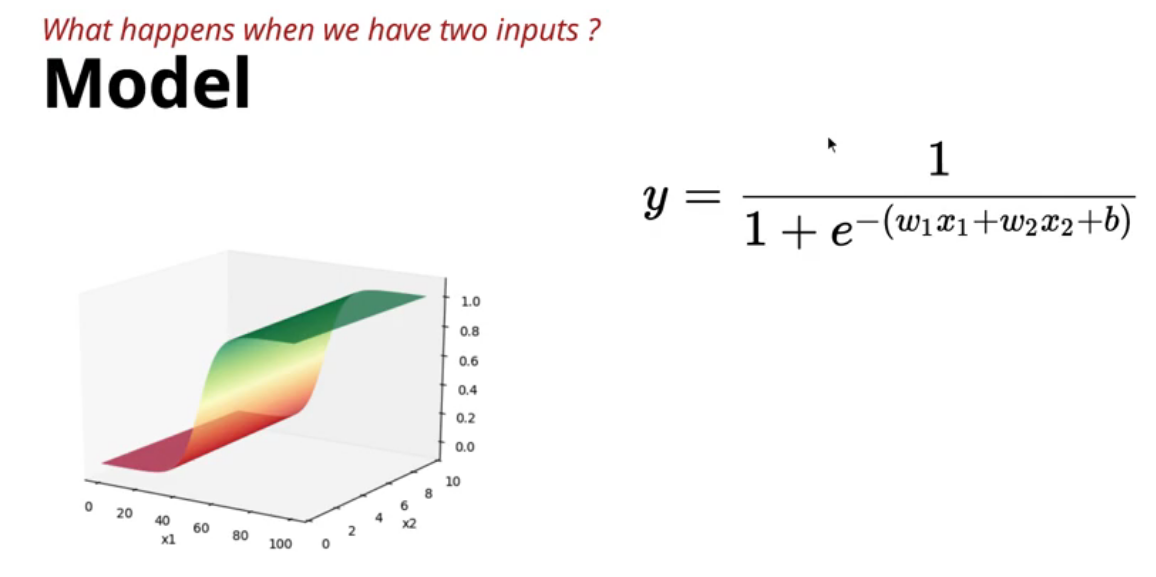 What happens when we have two inputs ?
Model
y = 1 / (1 + e^−(w₁x₁+w₂x₂+b))
1.0
0.8
0.6
0.4
0.2
0.0
0 20 40 60 80 100
x1
0 2 4 6 8 10
x2